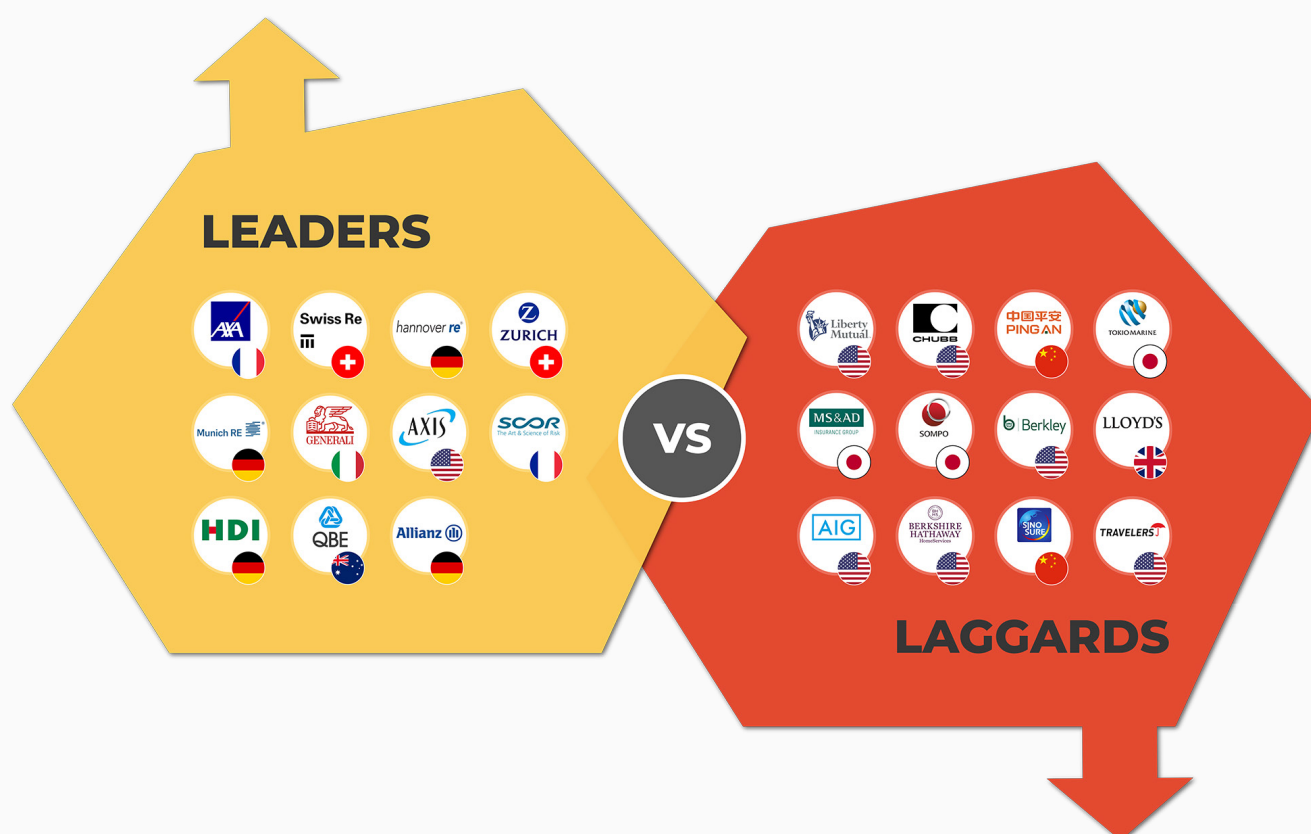 LEADERS
AXA
Swiss Re
hannover re®
ZURICH
Munich RE
GENERALI
AXIS
SCOR
The Art & Science of Risk
HDI
QBE
Allianz
VS
Liberty
Mutual.
CHUBB
中国平安
PING AN
TOKIO MARINE
MS&AD
INSURANCE GROUP
SOMPO
b | Berkley
LLOYD'S
AIG
BERKSHIRE
HATHAWAY
HomeServices
SINO
SURE
TRAVELERS
LAGGARDS